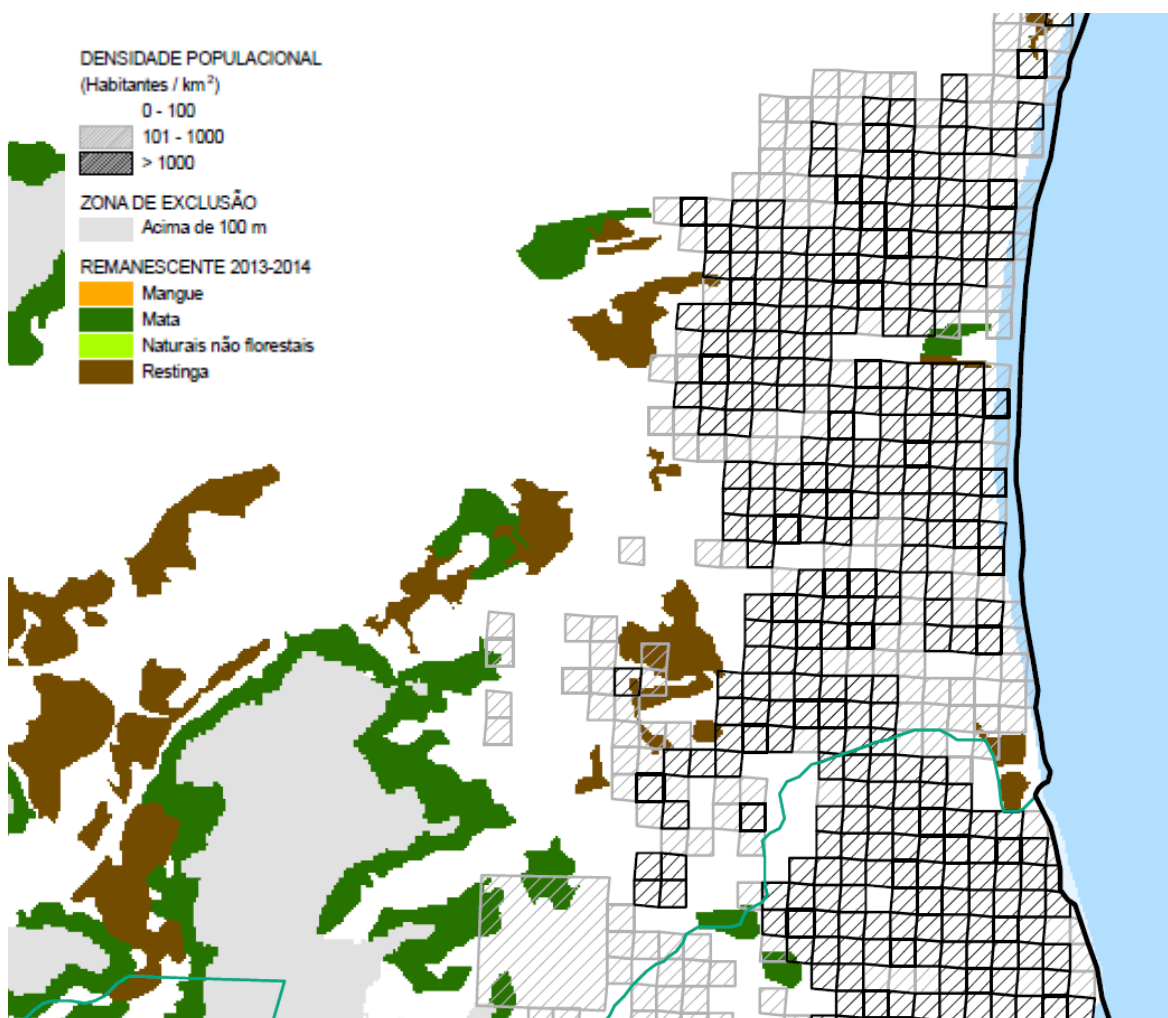 DENSIDADE POPULACIONAL
(Habitantes / km²)
0 - 100
101 - 1000
> 1000
ZONA DE EXCLUSÃO
Acima de 100 m
REMANESCENTE 2013-2014
Mangue
Mata
Naturais não florestais
Restinga